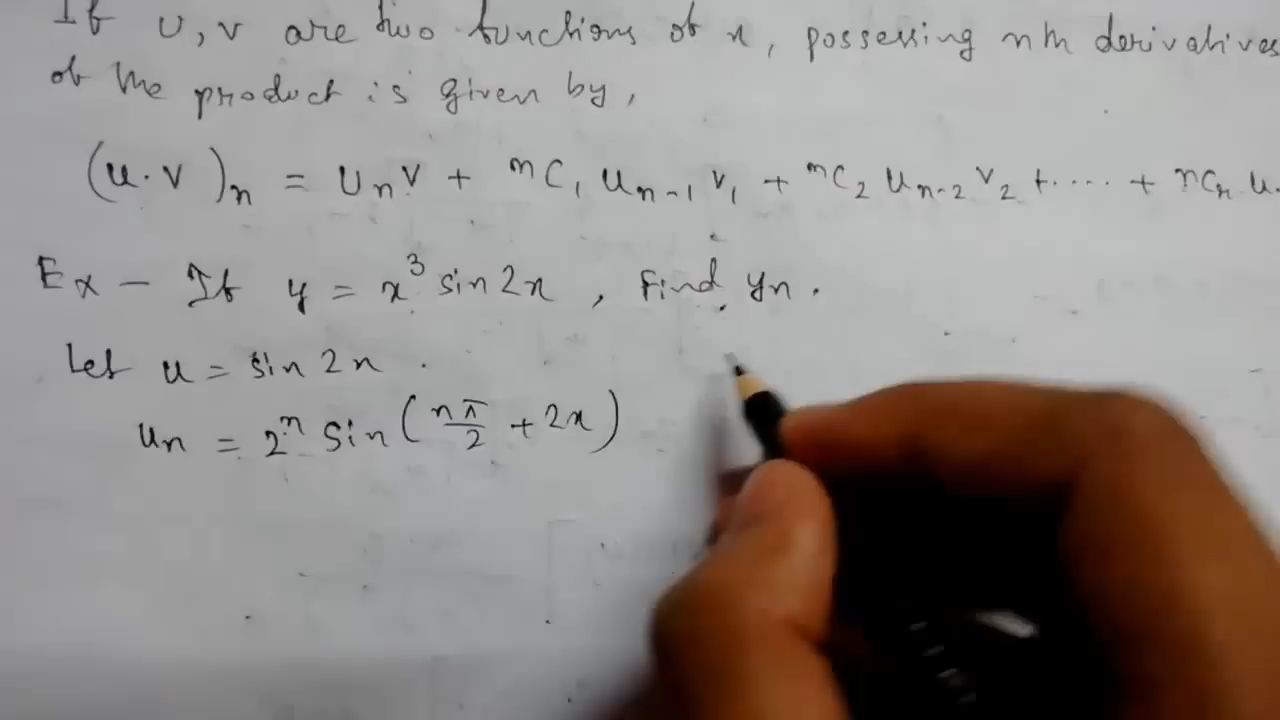 If U, v are two functions of x, possessing nth derivatives
of the product is given by,
(u.v)ₙ = Uₙv + ⁿC₁ uₙ₋₁ v₁ + ⁿC₂ uₙ₋₂ v₂ + ..... + ⁿCₙ u
Ex - If y = x³ sin 2x , Find yn .
Let u = sin 2x .
uₙ = 2ⁿ sin ( nπ/2 + 2x )